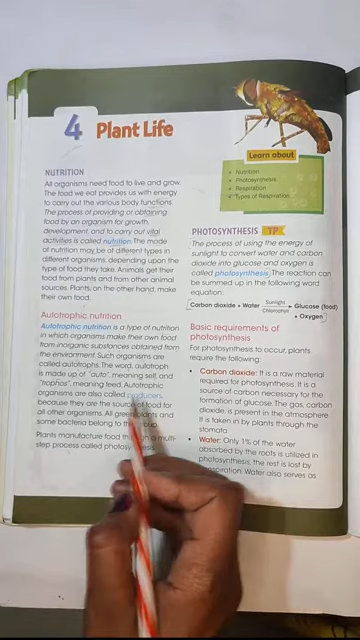 4 Plant Life
Learn about
• Nutrition
• Photosynthesis
• Respiration
• Types of Respiration
NUTRITION
All organisms need food to live and grow.
The food we eat provides us with energy
to carry out the various body functions.
The process of providing or obtaining
food by an organism for growth,
development, and to carry out vital
activities is called nutrition. The mode
of nutrition may be of different types in
different organisms, depending upon the
type of food they take. Animals get their
food from plants and from other animal
sources. Plants, on the other hand, make
their own food.
Autotrophic nutrition
Autotrophic nutrition is a type of nutrition
in which organisms make their own food
from inorganic substances obtained from
the environment. Such organisms are
called autotrophs. The word, autotroph
is made up of "auto", meaning self, and
"trophos", meaning feed. Autotrophic
organisms are also called producers,
because they are the source of food for
all other organisms. All green plants and
some bacteria belong to this group.
Plants manufacture food through a multi-
step process called photosynthesis.
PHOTOSYNTHESIS TP
The process of using the energy of
sunlight to convert water and carbon
dioxide into glucose and oxygen is
called photosynthesis. The reaction can
be summed up in the following word
equation:
Carbon dioxide + Water Sunlight Chlorophyll → Glucose (food)
+ Oxygen
Basic requirements of
photosynthesis
For photosynthesis to occur, plants
require the following:
• Carbon dioxide: It is a raw material
required for photosynthesis. It is a
source of carbon necessary for the
formation of glucose. The gas, carbon
dioxide, is present in the atmosphere.
It is taken in by plants through the
stomata.
• Water: Only 1% of the water
absorbed by the roots is utilized in
photosynthesis, the rest is lost by
Water also serves as